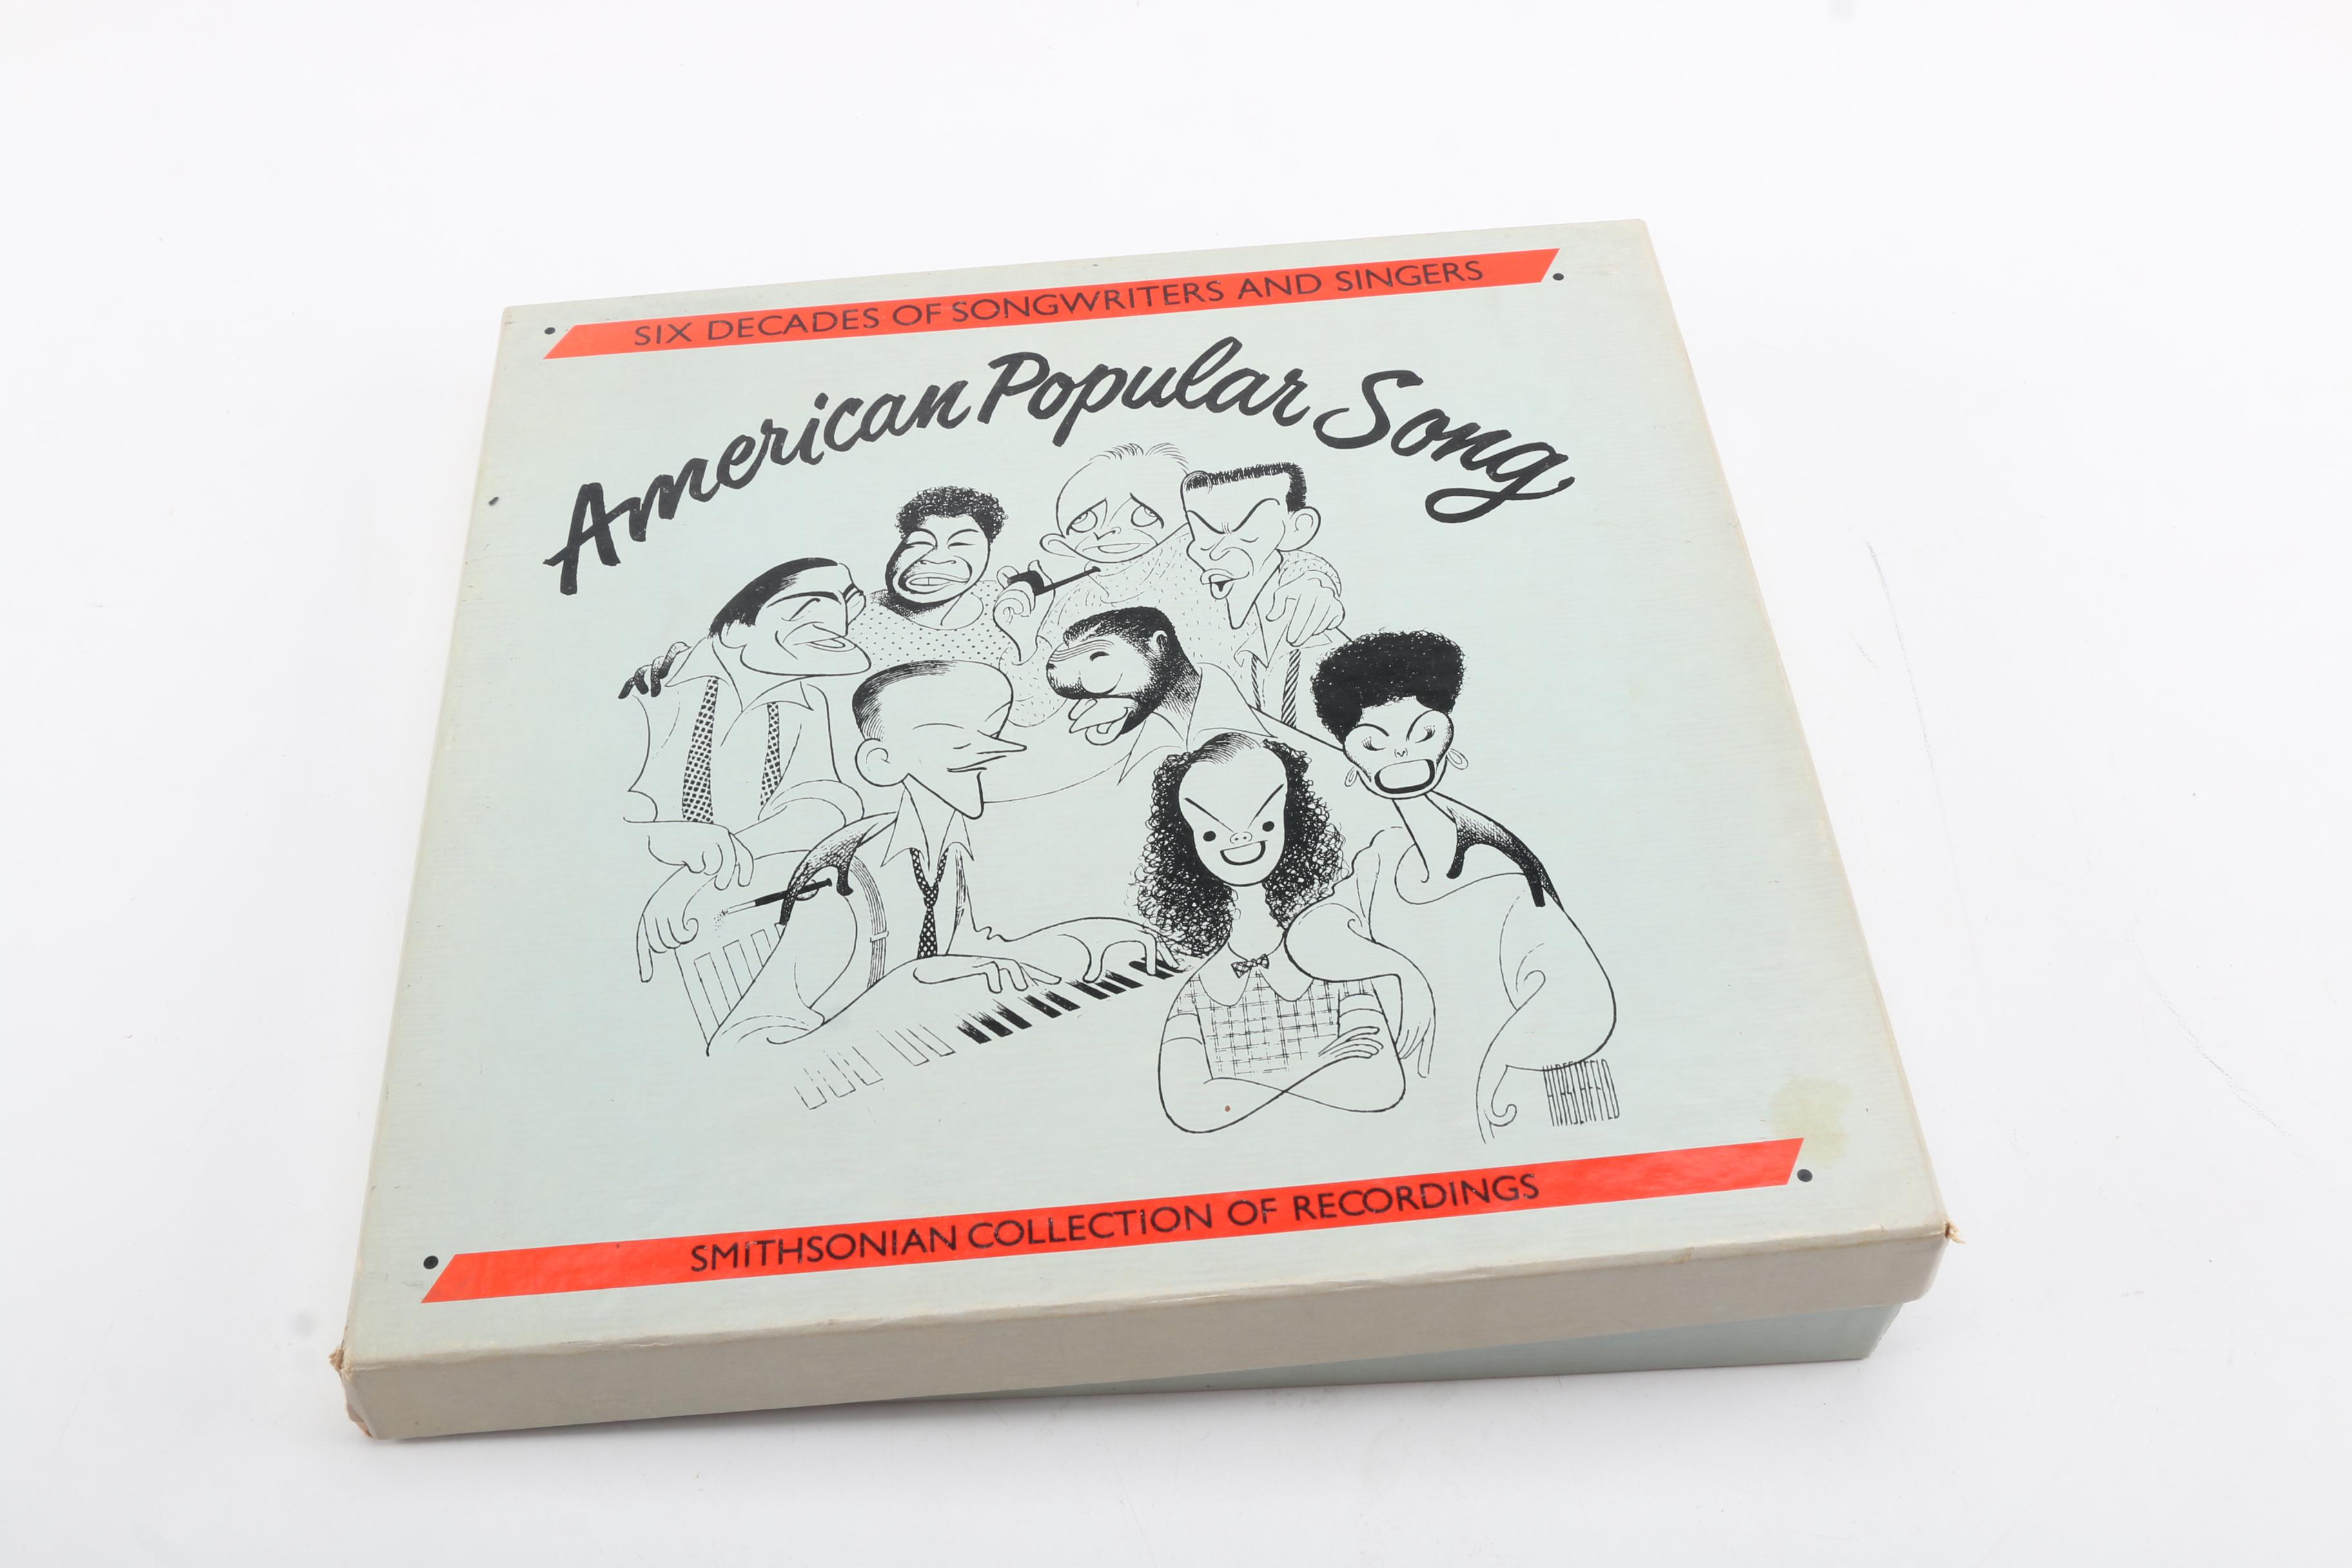 SIX DECADES OF SONGWRITERS AND SINGERS
American Popular Song
HIRSCHFELD
SMITHSONIAN COLLECTION OF RECORDINGS